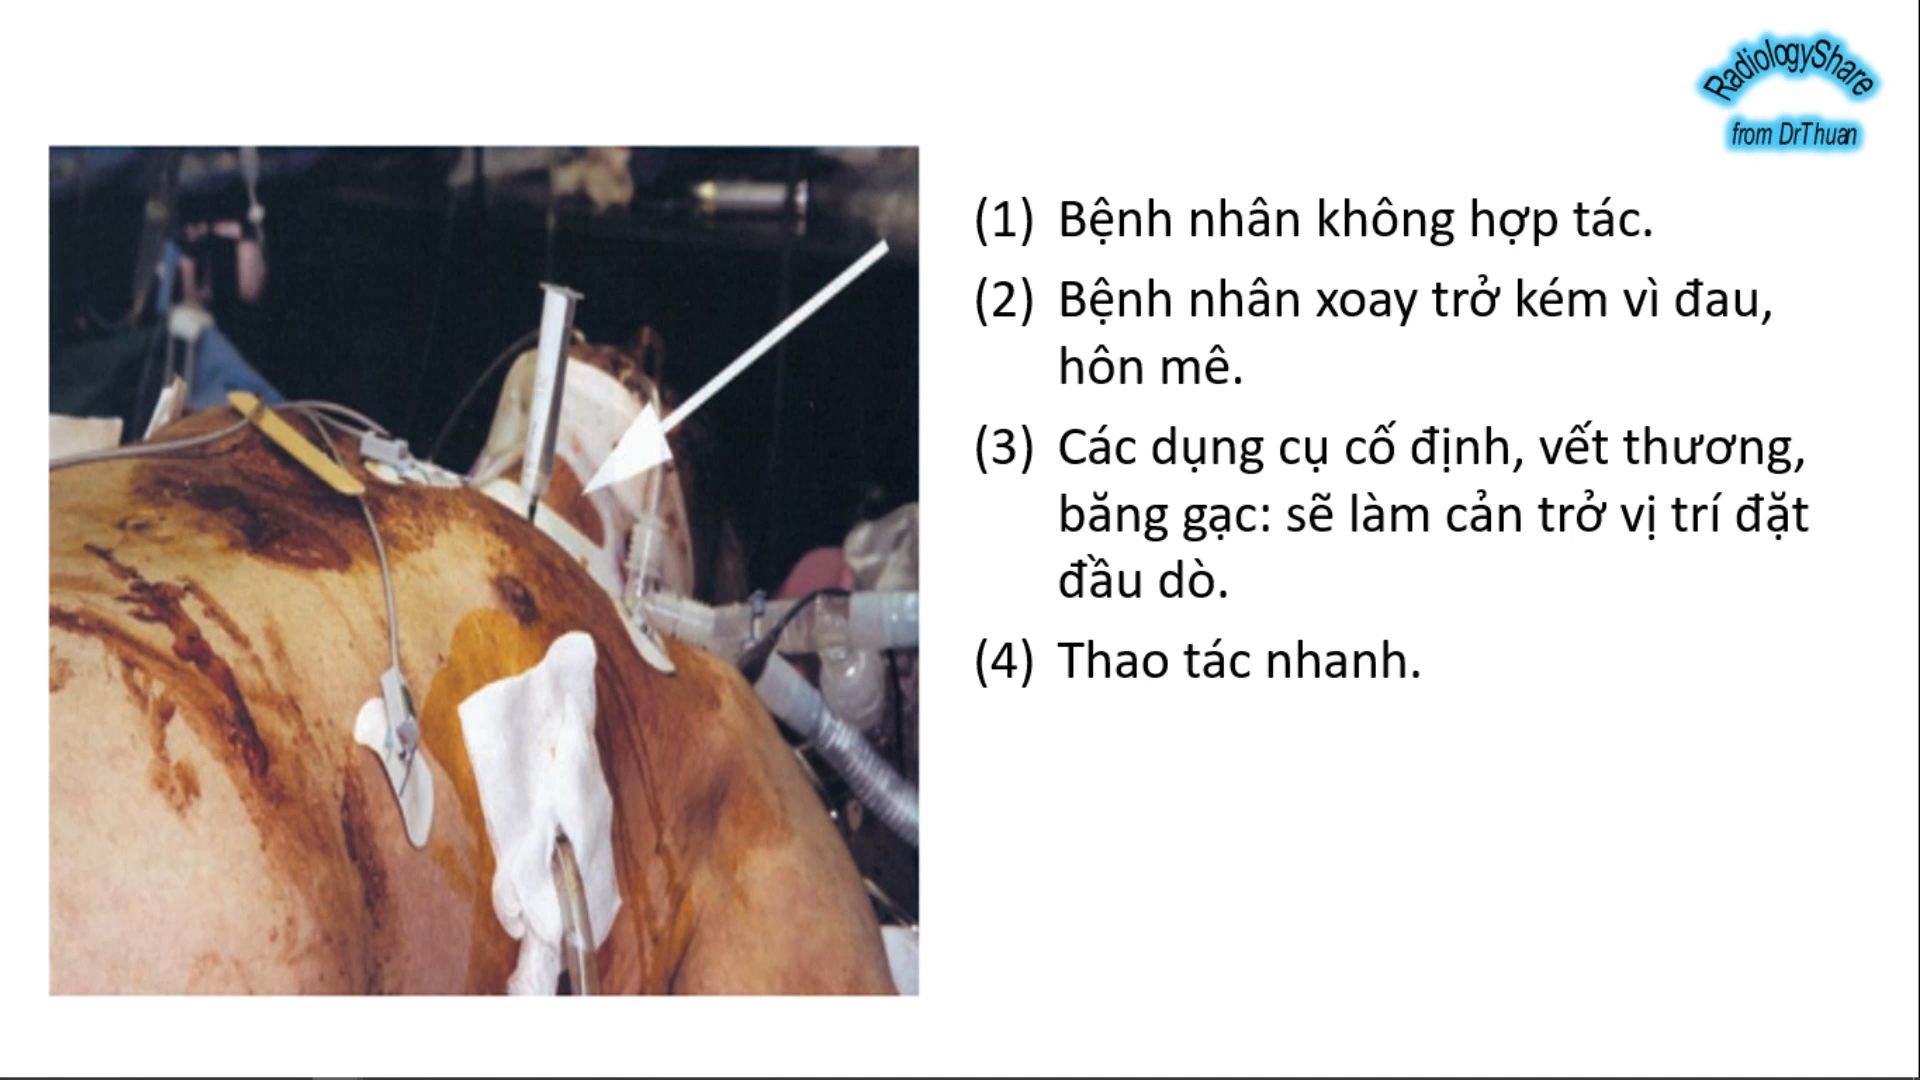 RadiologyShare
from DrThuan
(1) Bệnh nhân không hợp tác.
(2) Bệnh nhân xoay trở kém vì đau,
hôn mê.
(3) Các dụng cụ cố định, vết thương,
băng gạc: sẽ làm cản trở vị trí đặt
đầu dò.
(4) Thao tác nhanh.